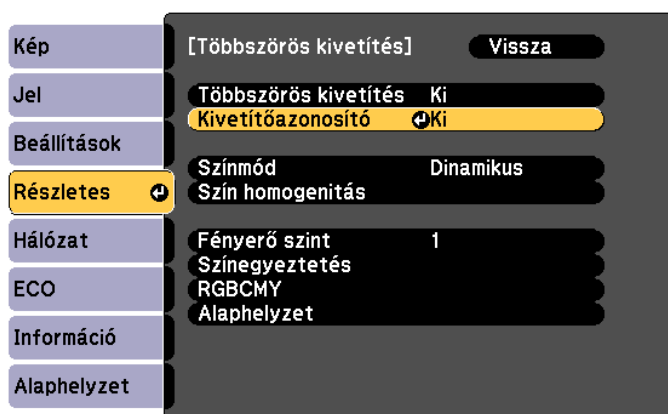 Kép
Jel
Beállítások
Részletes
Hálózat
ECO
Információ
Alaphelyzet
[Többszörös kivetítés] Vissza
Többszörös kivetítés Ki
Kivetítőazonosító Ki
Színmód Dinamikus
Szín homogenitás
Fényerő szint 1
Színegyeztetés
RGBCMY
Alaphelyzet